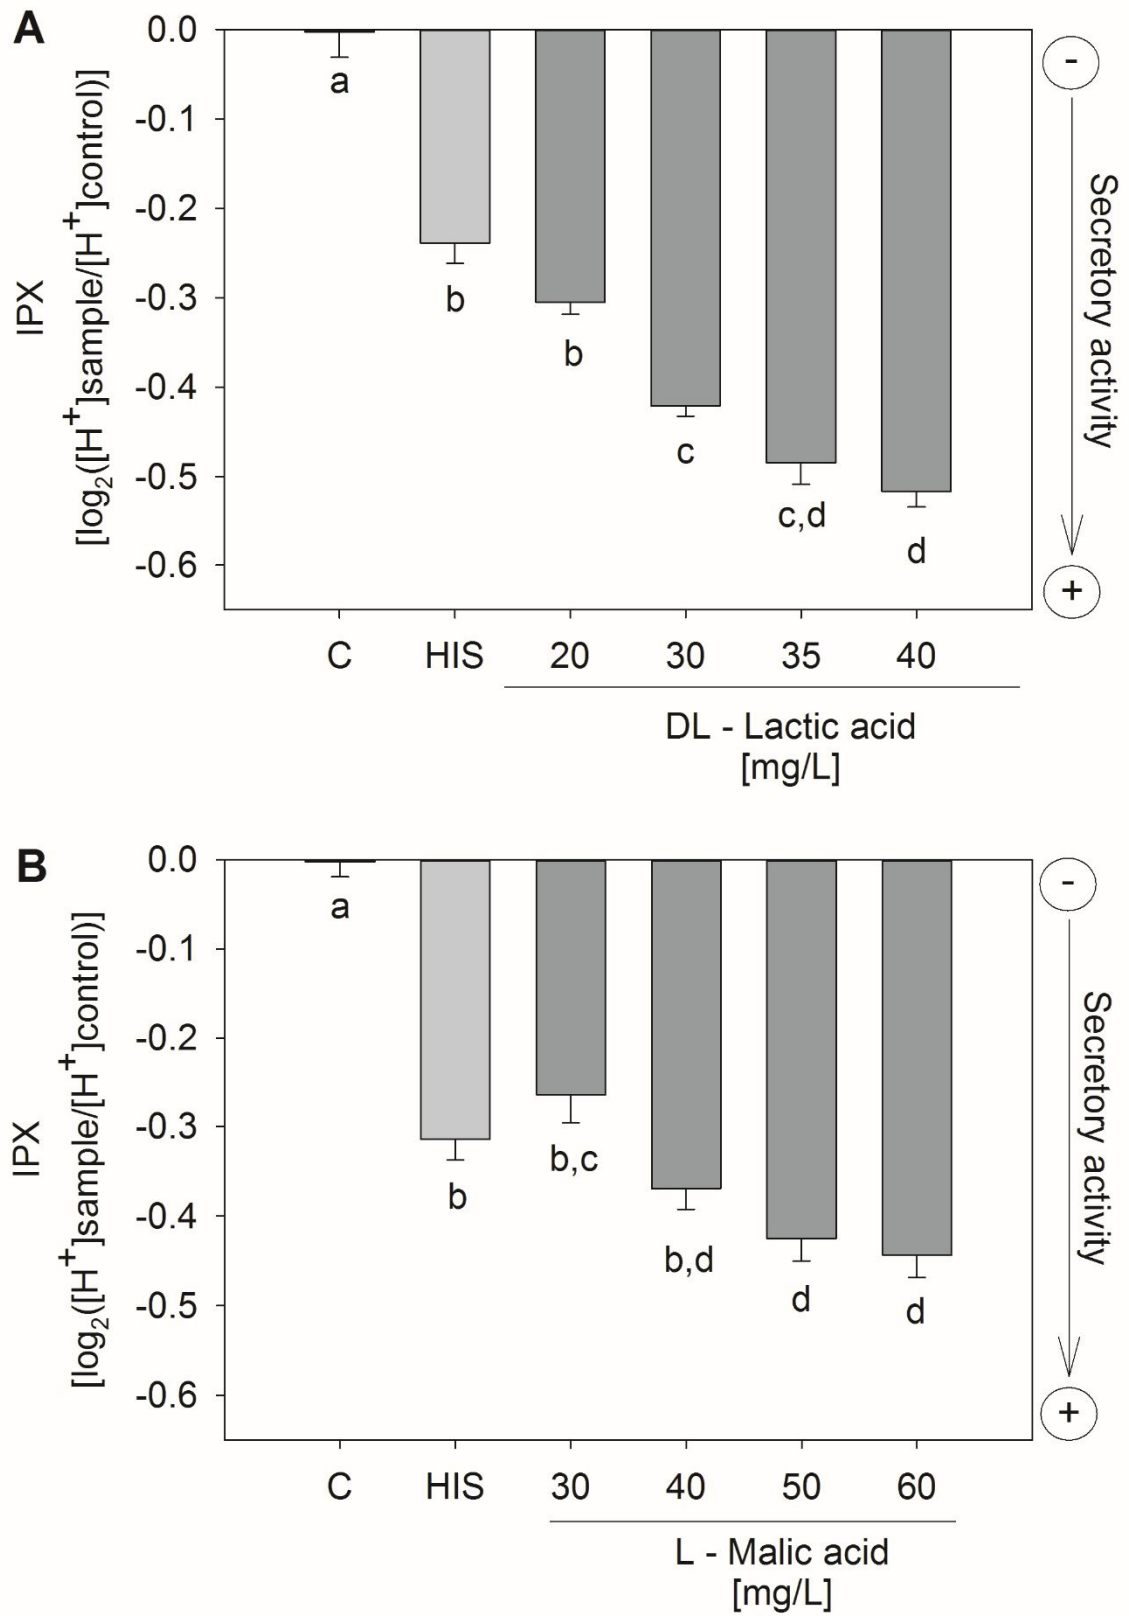 A
0.0
-0.1
-0.2
-0.3
-0.4
-0.5
-0.6
IPX
[log₂([H⁺]sample/[H⁺]control)]
a
b
b
c
c,d
d
-
Secretory activity
+
C HIS 20 30 35 40
DL - Lactic acid
[mg/L]
B
0.0
-0.1
-0.2
-0.3
-0.4
-0.5
-0.6
IPX
[log₂([H⁺]sample/[H⁺]control)]
a
b
b,c
b,d
d
d
-
Secretory activity
+
C HIS 30 40 50 60
L - Malic acid
[mg/L]